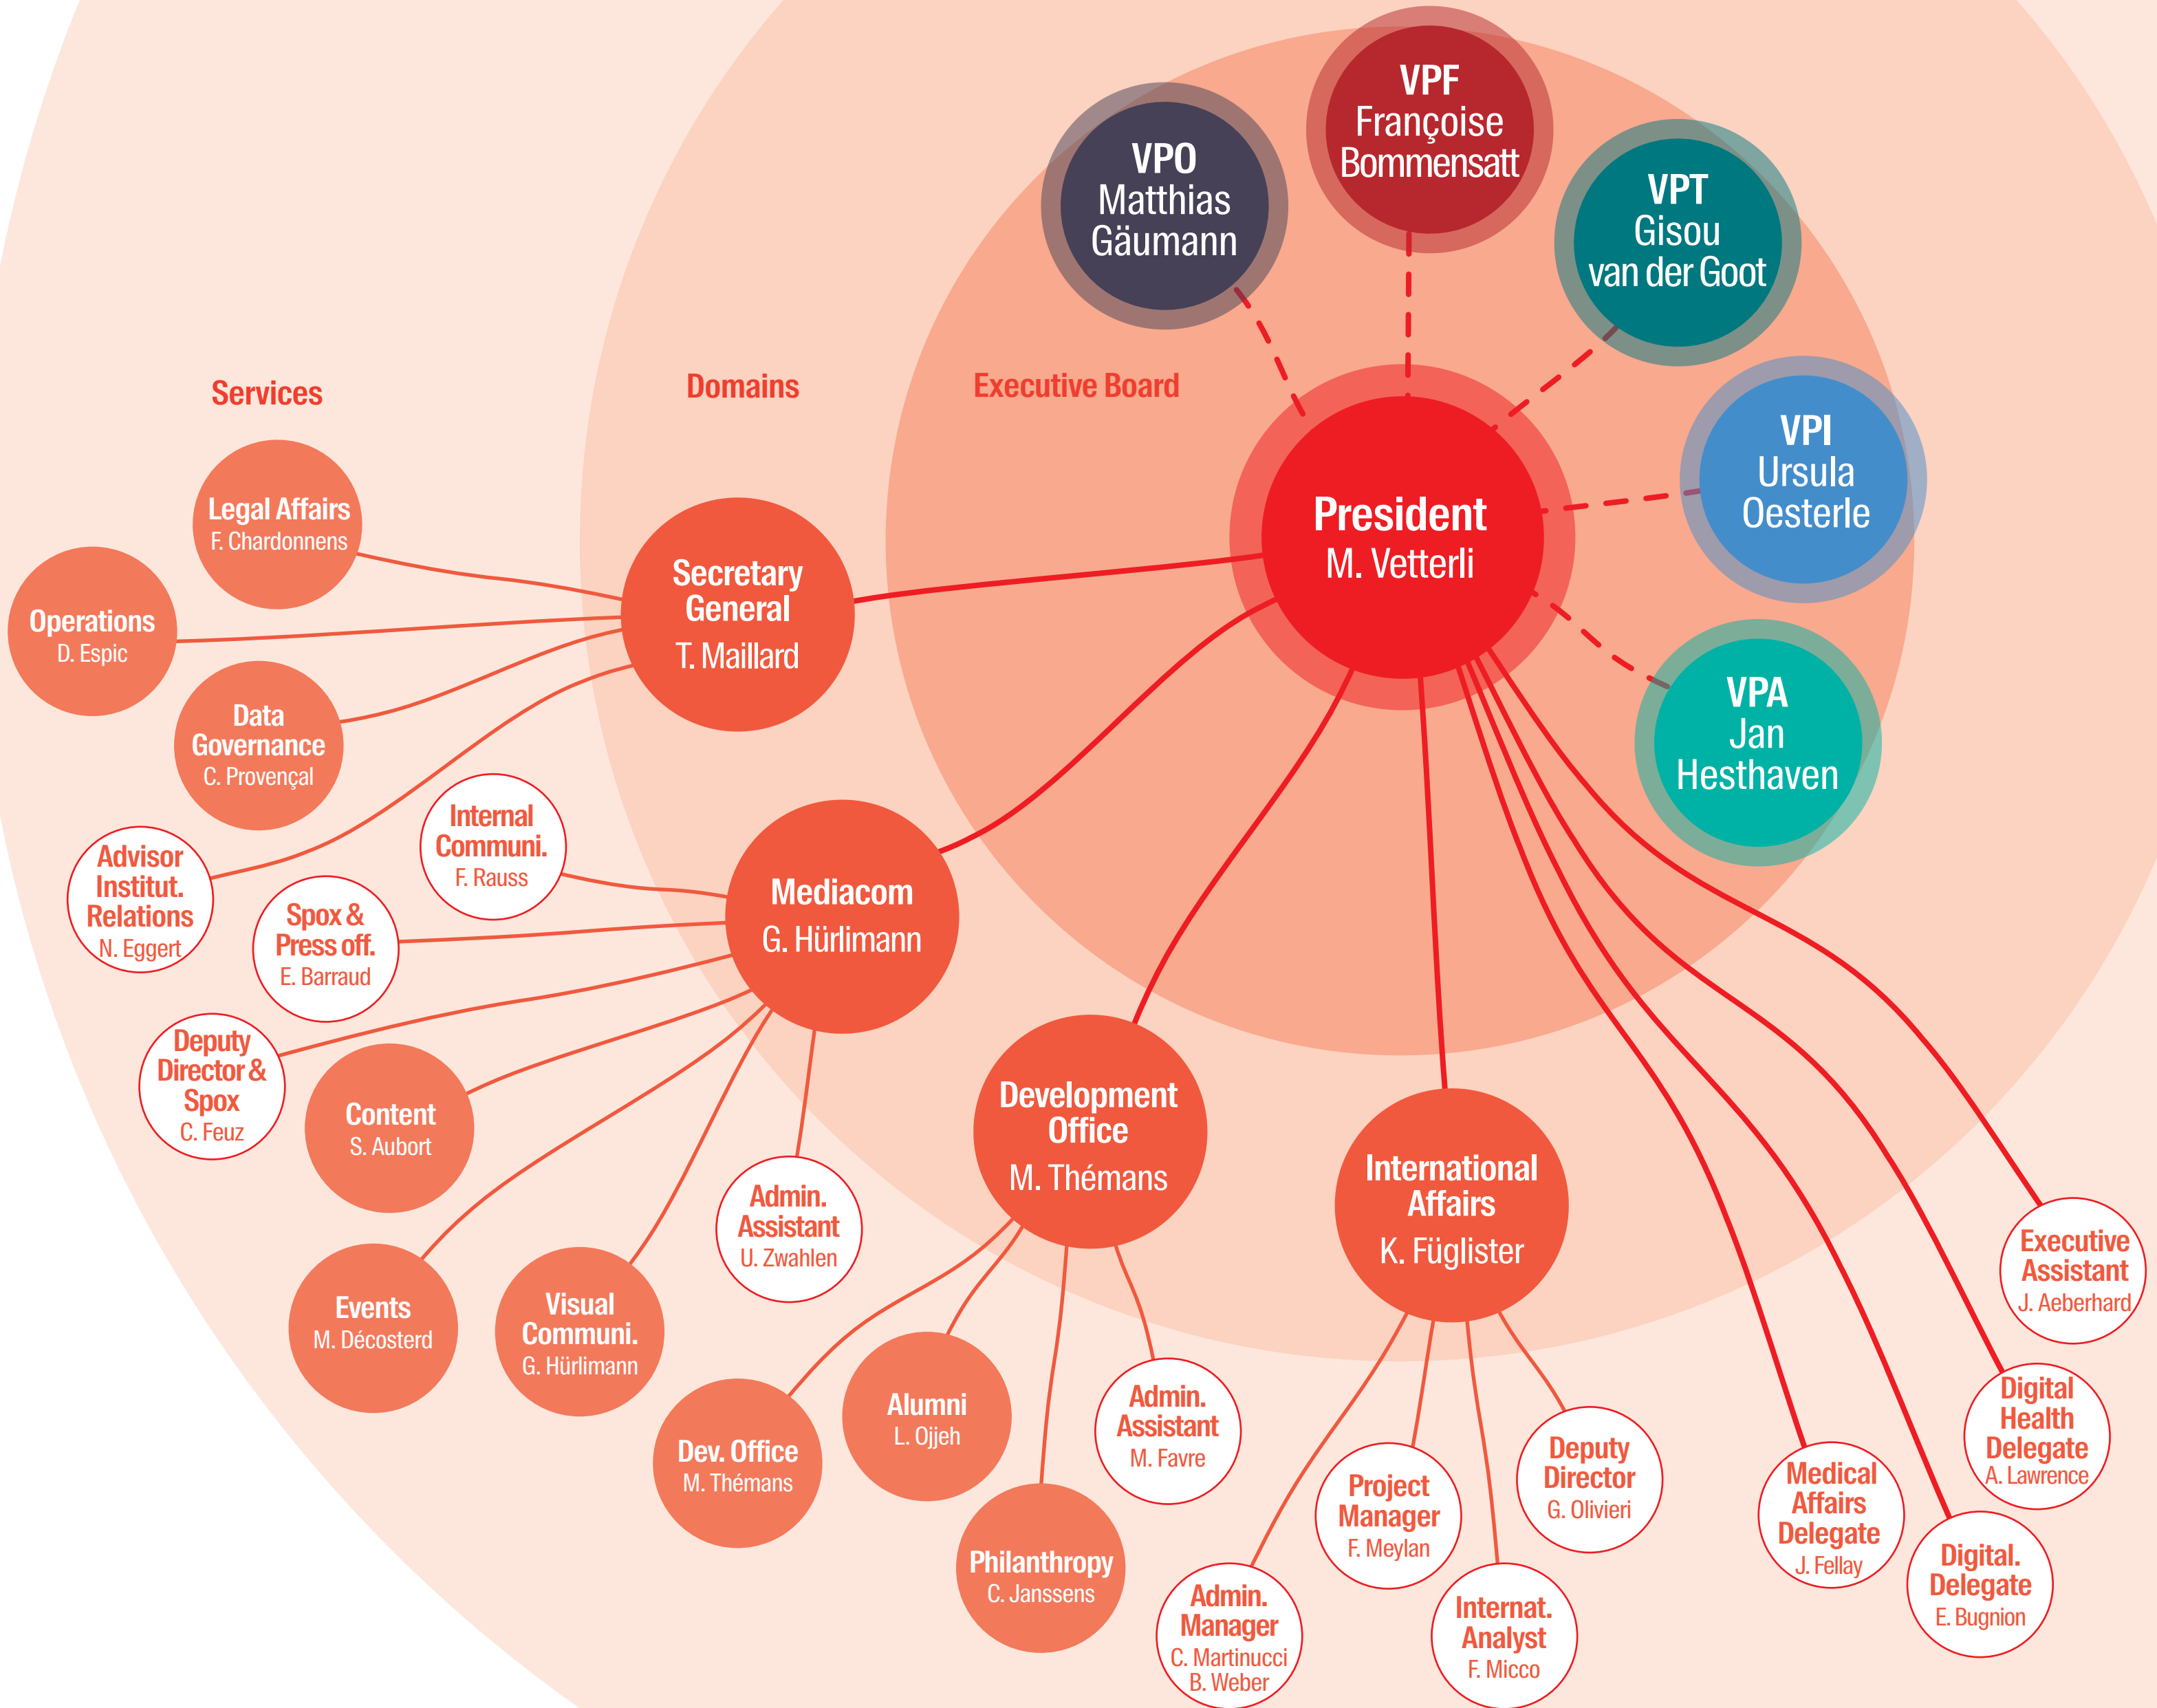 VPF
Françoise
Bommensatt
VPO
Matthias
Gäumann
VPT
Gisou
van der Goot
VPI
Ursula
Oesterle
VPA
Jan
Hesthaven
Services
Domains
Executive Board
President
M. Vetterli
Secretary
General
T. Maillard
Legal Affairs
F. Chardonnens
Operations
D. Espic
Data
Governance
C. Provençal
Advisor
Institut.
Relations
N. Eggert
Mediacom
G. Hürlimann
Internal
Communi.
F. Rauss
Spox &
Press off.
E. Barraud
Deputy
Director &
Spox
C. Feuz
Content
S. Aubort
Events
M. Décosterd
Visual
Communi.
G. Hürlimann
Admin.
Assistant
U. Zwahlen
Development
Office
M. Thémans
Dev. Office
M. Thémans
Alumni
L. Ojjeh
Philanthropy
C. Janssens
Admin.
Assistant
M. Favre
International
Affairs
K. Füglister
Admin.
Manager
C. Martinucci
B. Weber
Project
Manager
F. Meylan
Internat.
Analyst
F. Micco
Deputy
Director
G. Olivieri
Medical
Affairs
Delegate
J. Fellay
Digital.
Delegate
E. Bugnion
Digital
Health
Delegate
A. Lawrence
Executive
Assistant
J. Aeberhard